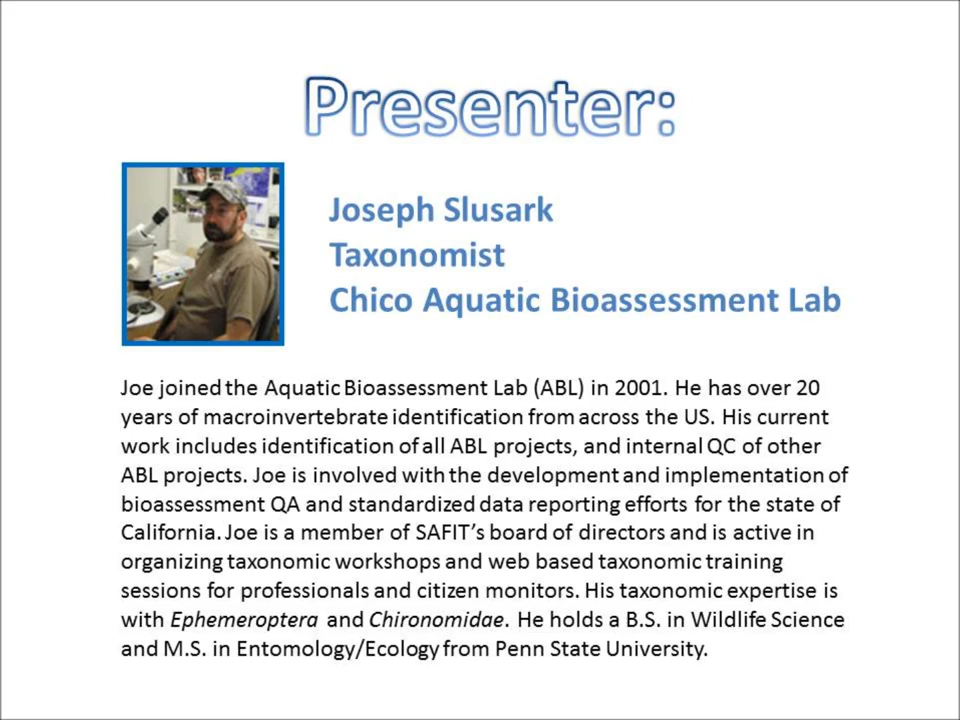 Presenter:
Joseph Slusark
Taxonomist
Chico Aquatic Bioassessment Lab
Joe joined the Aquatic Bioassessment Lab (ABL) in 2001. He has over 20
years of macroinvertebrate identification from across the US. His current
work includes identification of all ABL projects, and internal QC of other
ABL projects. Joe is involved with the development and implementation of
bioassessment QA and standardized data reporting efforts for the state of
California. Joe is a member of SAFIT's board of directors and is active in
organizing taxonomic workshops and web based taxonomic training
sessions for professionals and citizen monitors. His taxonomic expertise is
with Ephemeroptera and Chironomidae. He holds a B.S. in Wildlife Science
and M.S. in Entomology/Ecology from Penn State University.